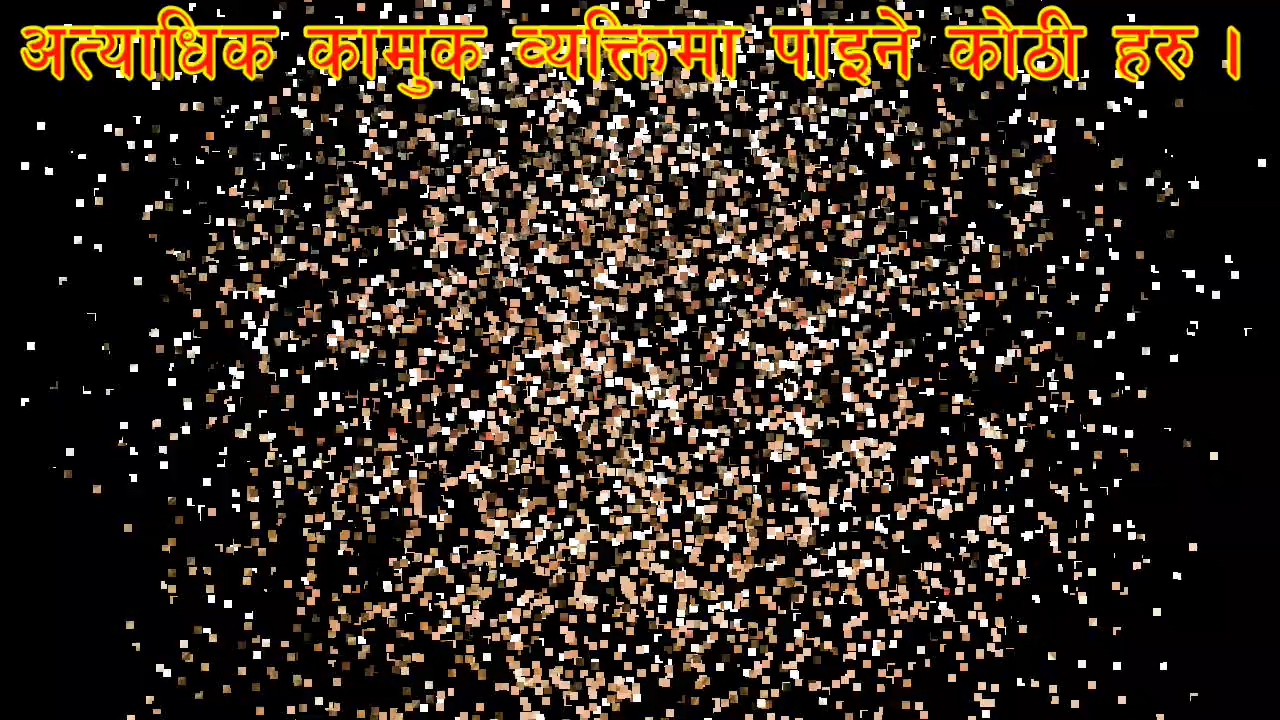 अत्याधिक कामुक व्यक्तिमा पाइने कोठी हरु ।